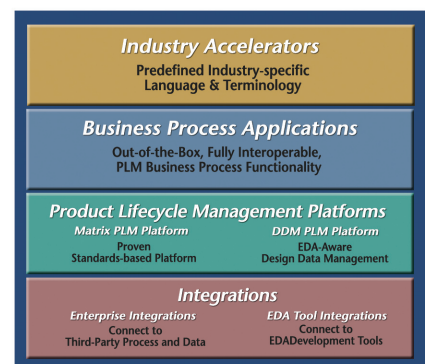 Industry Accelerators
Predefined Industry-specific
Language & Terminology
Business Process Applications
Out-of-the-Box, Fully Interoperable,
PLM Business Process Functionality
Product Lifecycle Management Platforms
Matrix PLM Platform
Proven
Standards-based Platform
DDM PLM Platform
EDA-Aware
Design Data Management
Integrations
Enterprise Integrations
Connect to
Third-Party Process and Data
EDA Tool Integrations
Connect to
EDADevelopment Tools